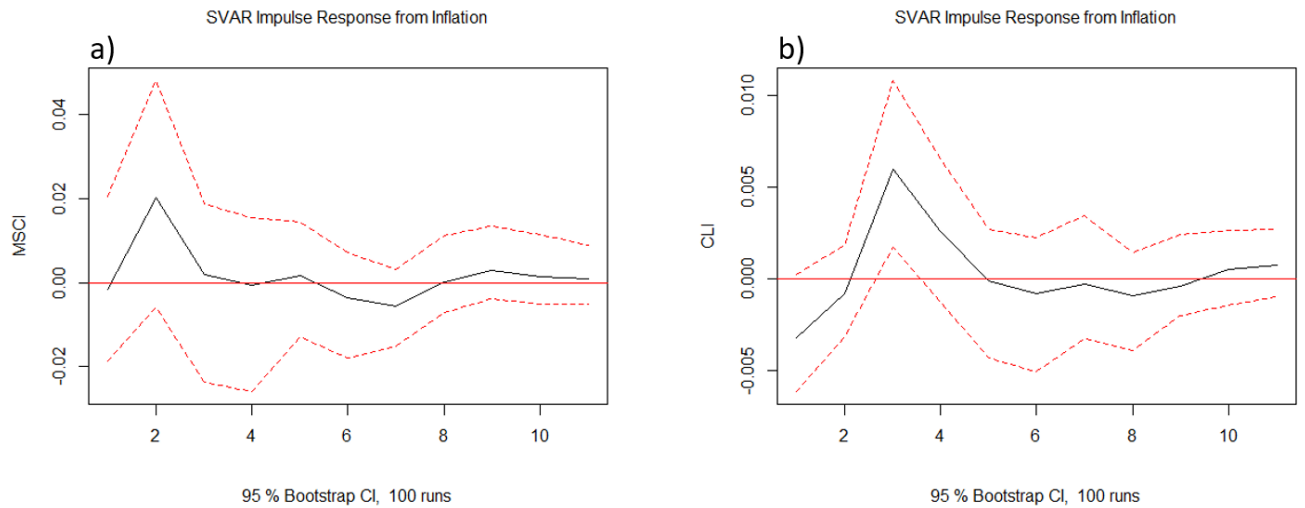 SVAR Impulse Response from Inflation
a)
MSCI
0.04
0.02
0.00
-0.02
2 4 6 8 10
95 % Bootstrap CI, 100 runs
SVAR Impulse Response from Inflation
b)
CLI
0.010
0.005
0.000
-0.005
2 4 6 8 10
95 % Bootstrap CI, 100 runs